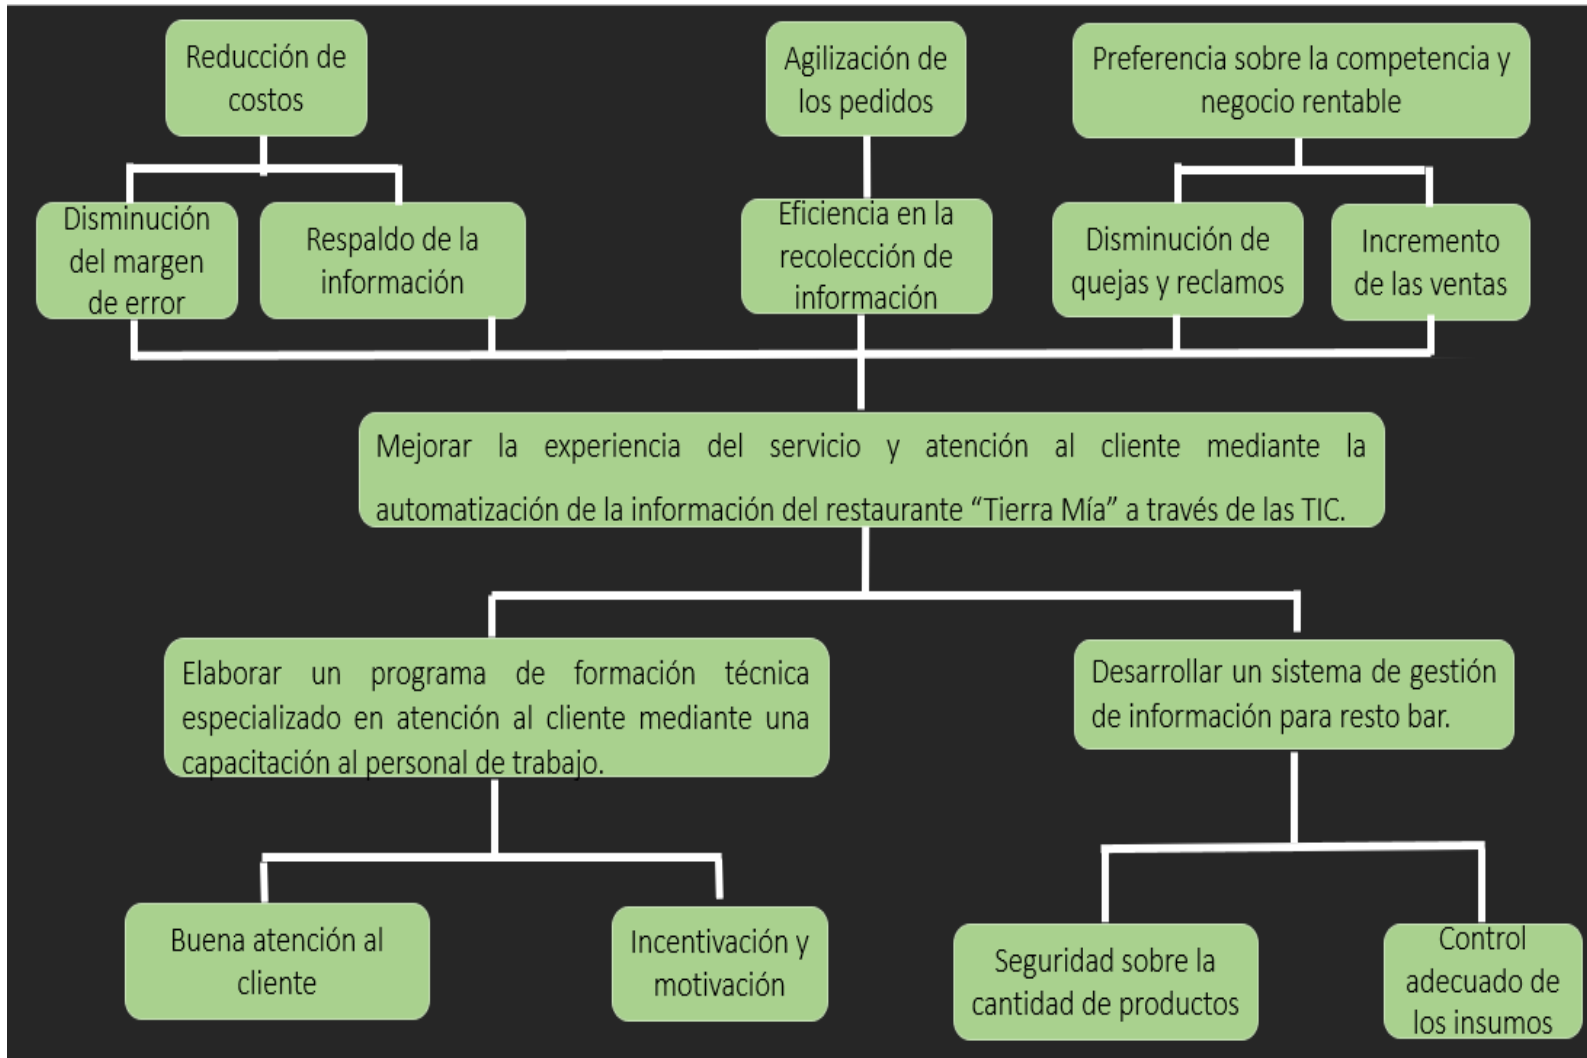 Reducción de
costos
Agilización de
los pedidos
Preferencia sobre la competencia y
negocio rentable
Disminución
del margen
de error
Respaldo de la
información
Eficiencia en la
recolección de
información
Disminución de
quejas y reclamos
Incremento
de las ventas
Mejorar la experiencia del servicio y atención al cliente mediante la
automatización de la información del restaurante “Tierra Mía” a través de las TIC.
Elaborar un programa de formación técnica
especializado en atención al cliente mediante una
capacitación al personal de trabajo.
Desarrollar un sistema de gestión
de información para resto bar.
Buena atención al
cliente
Incentivación y
motivación
Seguridad sobre la
cantidad de productos
Control
adecuado de
los insumos